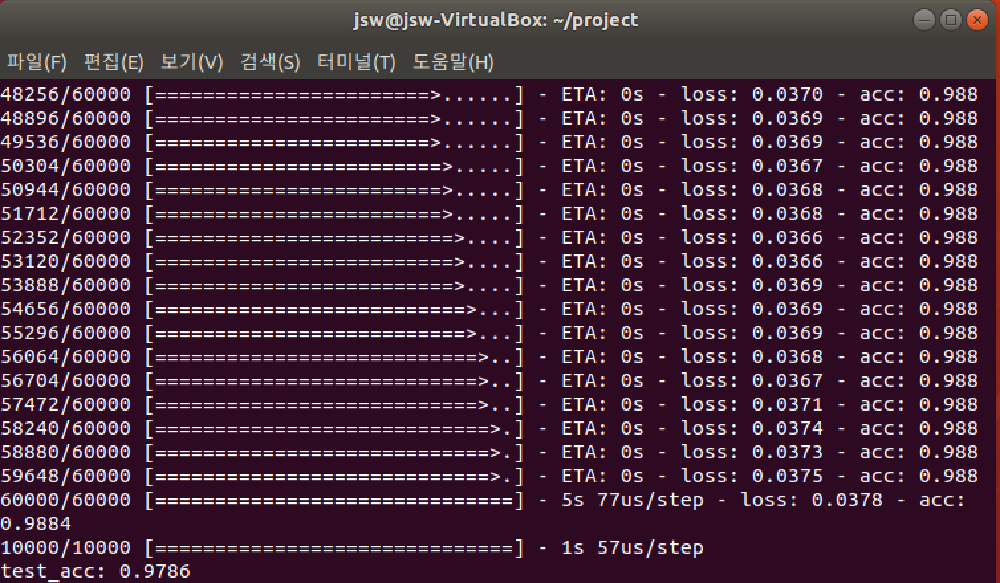 jsw@jsw-VirtualBox: ~/project
파일(F) 편집(E) 보기(V) 검색(S) 터미널(T) 도움말(H)
48256/60000 [=======================>......] - ETA: 0s - loss: 0.0370 - acc: 0.988
48896/60000 [=======================>......] - ETA: 0s - loss: 0.0369 - acc: 0.988
49536/60000 [=======================>......] - ETA: 0s - loss: 0.0369 - acc: 0.988
50304/60000 [========================>.....] - ETA: 0s - loss: 0.0367 - acc: 0.988
50944/60000 [========================>.....] - ETA: 0s - loss: 0.0368 - acc: 0.988
51712/60000 [========================>.....] - ETA: 0s - loss: 0.0368 - acc: 0.988
52352/60000 [=========================>....] - ETA: 0s - loss: 0.0366 - acc: 0.988
53120/60000 [=========================>....] - ETA: 0s - loss: 0.0366 - acc: 0.988
53888/60000 [=========================>....] - ETA: 0s - loss: 0.0369 - acc: 0.988
54656/60000 [==========================>...] - ETA: 0s - loss: 0.0369 - acc: 0.988
55296/60000 [==========================>...] - ETA: 0s - loss: 0.0369 - acc: 0.988
56064/60000 [===========================>..] - ETA: 0s - loss: 0.0368 - acc: 0.988
56704/60000 [===========================>..] - ETA: 0s - loss: 0.0367 - acc: 0.988
57472/60000 [===========================>..] - ETA: 0s - loss: 0.0371 - acc: 0.988
58240/60000 [============================>.] - ETA: 0s - loss: 0.0374 - acc: 0.988
58880/60000 [============================>.] - ETA: 0s - loss: 0.0373 - acc: 0.988
59648/60000 [============================>.] - ETA: 0s - loss: 0.0375 - acc: 0.988
60000/60000 [==============================] - 5s 77us/step - loss: 0.0378 - acc:
0.9884
10000/10000 [==============================] - 1s 57us/step
test_acc: 0.9786